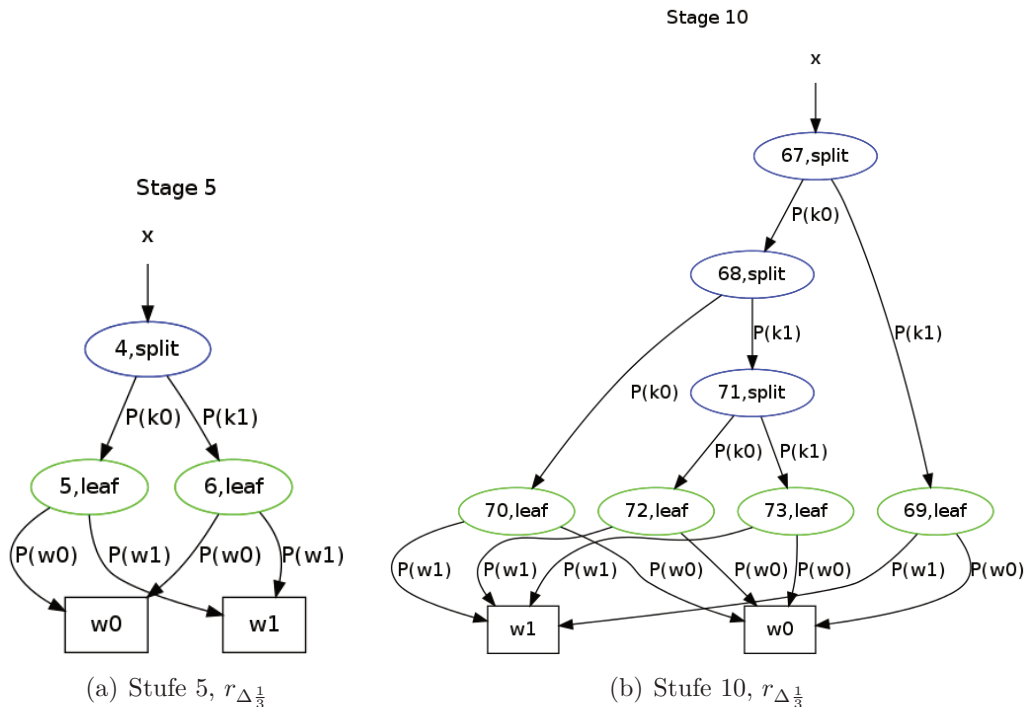 Stage 5
x
4,split
P(k0) P(k1)
5,leaf 6,leaf
P(w0) P(w1) P(w0) P(w1)
w0 w1
(a) Stufe 5, r_{Δ\frac{1}{3}}
Stage 10
x
67,split
P(k0)
68,split
P(k1)
P(k1)
71,split
P(k0)
P(k0) P(k1)
70,leaf 72,leaf 73,leaf 69,leaf
P(w1) P(w1) P(w1) P(w0) P(w0) P(w0) P(w1) P(w0)
w1 w0
(b) Stufe 10, r_{Δ\frac{1}{3}}